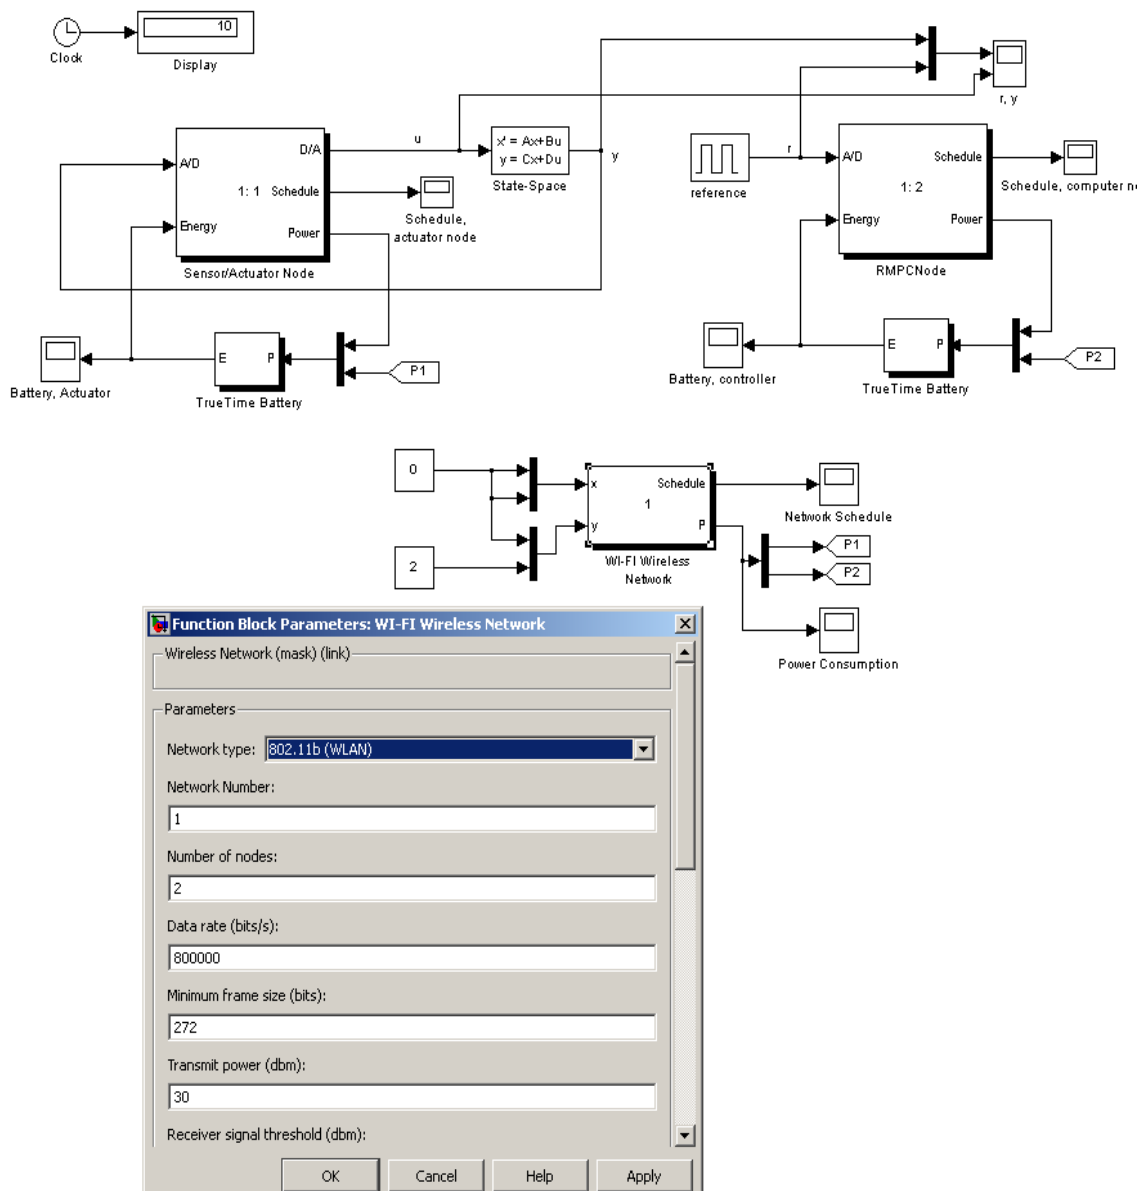 10
Clock
Display
r, y
u
x' = Ax+Bu
y = Cx+Du
State-Space
y
A/D
D/A
1: 1
Schedule
Energy
Power
Sensor/Actuator Node
Schedule,
actuator node
reference
r
A/D
Schedule
1: 2
Energy
Power
RMPCNode
Schedule, computer no
Battery, Actuator
E
P
TrueTime Battery
P1
Battery, controller
E
P
TrueTime Battery
P2
0
2
x
Schedule
1
y
P
WI-FI Wireless
Network
Network Schedule
P1
P2
Power Consumption
Function Block Parameters: WI-FI Wireless Network
Wireless Network (mask) (link)
Parameters
Network type: 802.11b (WLAN)
Network Number:
1
Number of nodes:
2
Data rate (bits/s):
800000
Minimum frame size (bits):
272
Transmit power (dbm):
30
Receiver signal threshold (dbm):
OK Cancel Help Apply